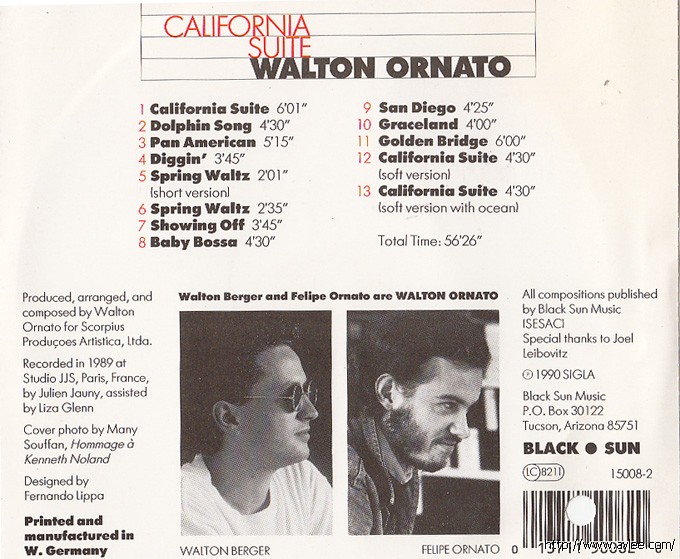 CALIFORNIA
SUITE
WALTON ORNATO
1 California Suite 6'01"
2 Dolphin Song 4'30"
3 Pan American 5'15"
4 Diggin' 3'45"
5 Spring Waltz 2'01"
(short version)
6 Spring Waltz 2'35"
7 Showing Off 3'45"
8 Baby Bossa 4'30"
9 San Diego 4'25"
10 Graceland 4'00"
11 Golden Bridge 6'00"
12 California Suite 4'30"
(soft version)
13 California Suite 4'30"
(soft version with ocean)
Total Time: 56'26"
Produced, arranged, and
composed by Walton
Ornato for Scorpius
Produçoes Artistica, Ltda.
Recorded in 1989 at
Studio JJS, Paris, France,
by Julien Jauny, assisted
by Liza Glenn
Cover photo by Many
Souffan, Hommage à
Kenneth Noland
Designed by
Fernando Lippa
Printed and
manufactured in
W. Germany
Walton Berger and Felipe Ornato are WALTON ORNATO
WALTON BERGER
FELIPE ORNATO
All compositions published
by Black Sun Music
(SESAC)
Special thanks to Joel
Leibovitz
℗ 1990 SIGLA
Black Sun Music
P.O. Box 30122
Tucson, Arizona 85751
BLACK ● SUN
LC 8211
15008-2